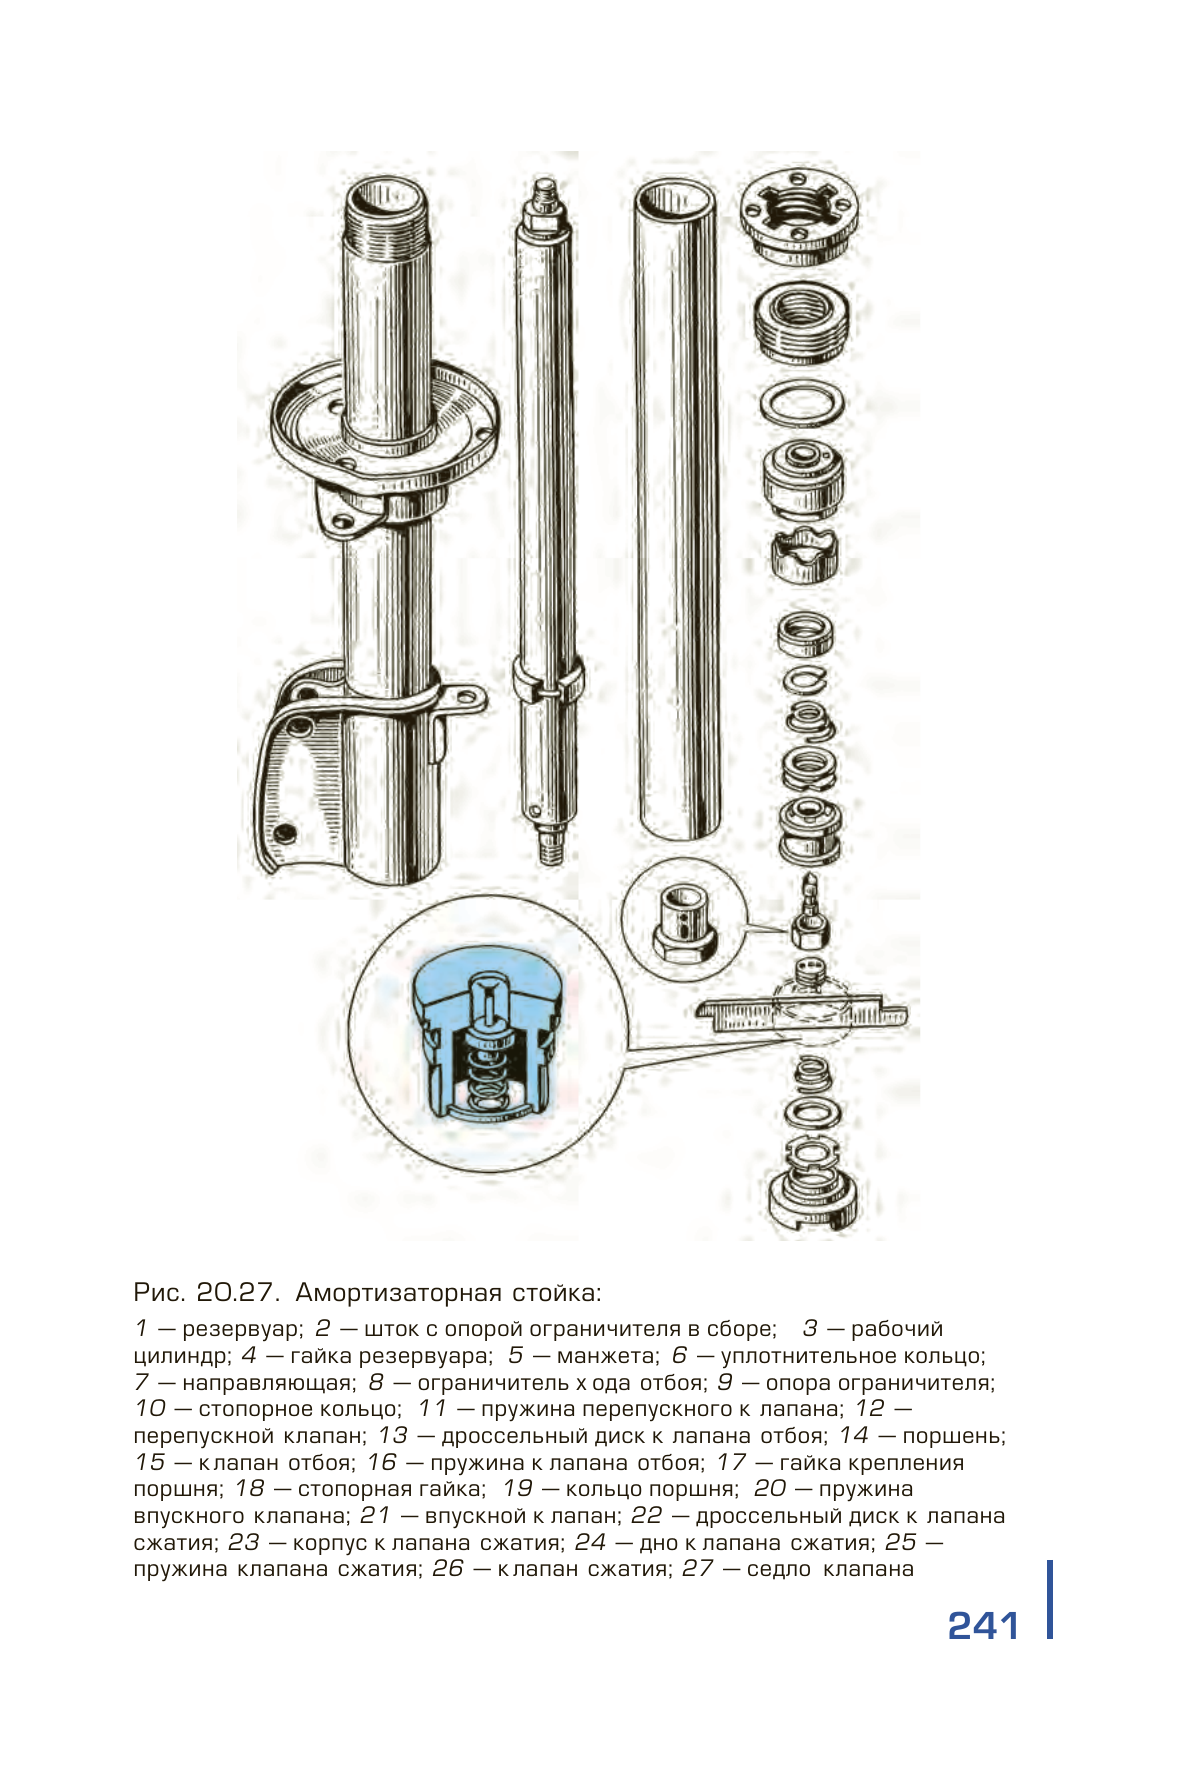 Рис. 20.27. Амортизаторная стойка:
1 — резервуар; 2 — шток с опорой ограничителя в сборе; 3 — рабочий
цилиндр; 4 — гайка резервуара; 5 — манжета; 6 — уплотнительное кольцо;
7 — направляющая; 8 — ограничитель х ода отбоя; 9 — опора ограничителя;
10 — стопорное кольцо; 11 — пружина перепускного к лапана; 12 —
перепускной клапан; 13 — дроссельный диск к лапана отбоя; 14 — поршень;
15 — клапан отбоя; 16 — пружина к лапана отбоя; 17 — гайка крепления
поршня; 18 — стопорная гайка; 19 — кольцо поршня; 20 — пружина
впускного клапана; 21 — впускной к лапан; 22 — дроссельный диск к лапана
сжатия; 23 — корпус к лапана сжатия; 24 — дно к лапана сжатия; 25 —
пружина клапана сжатия; 26 — клапан сжатия; 27 — седло клапана
241